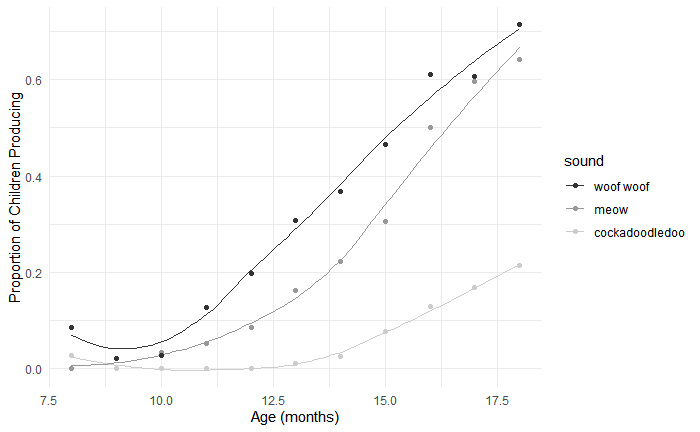 Proportion of Children Producing
0.6
0.4
0.2
0.0
7.5
10.0
12.5
15.0
17.5
Age (months)
sound
woof woof
meow
cockadoodledoo